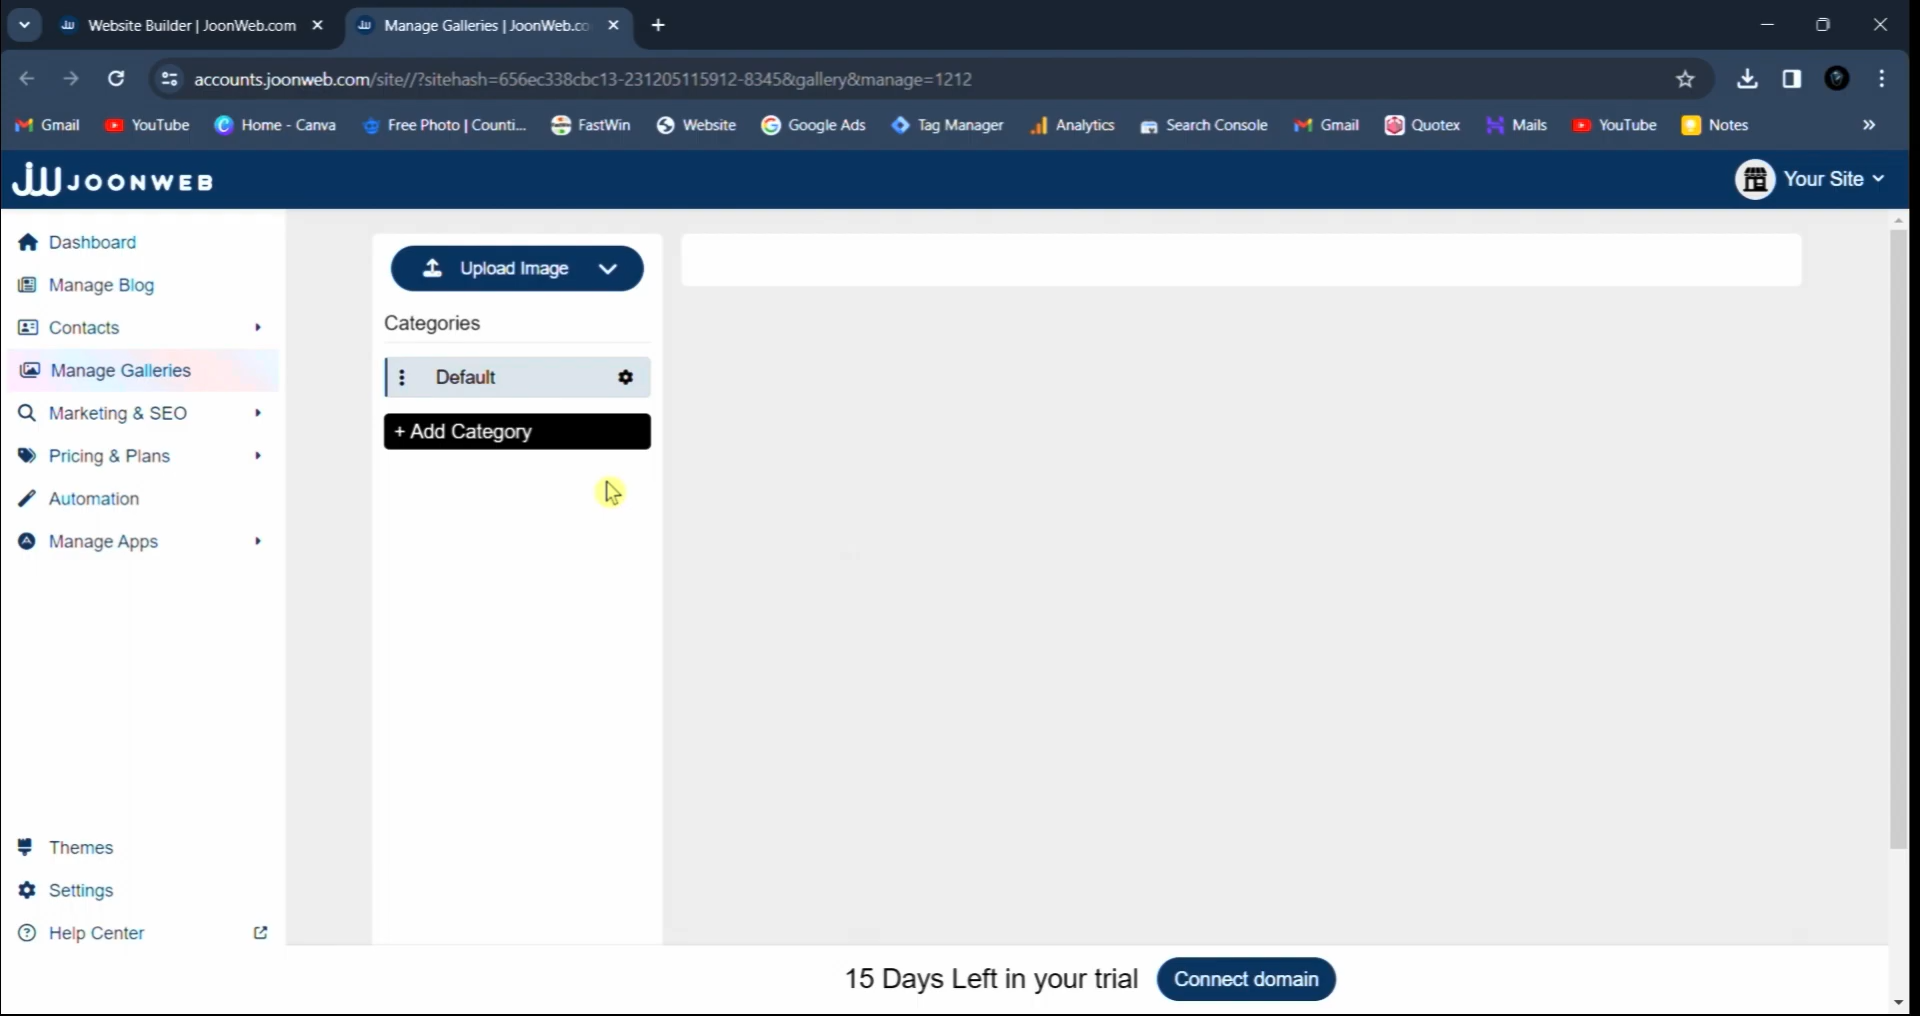 Website Builder | JoonWeb.com
Manage Galleries | JoonWeb.co
accounts.joonweb.com/site//?sitehash=656ec338cbc13-231205115912-8345&gallery&manage=1212
Gmail YouTube Home - Canva Free Photo | Counti... FastWin Website Google Ads Tag Manager Analytics Search Console Gmail Quotex Mails YouTube Notes »
JOONWEB
Your Site
Dashboard
Manage Blog
Contacts
Manage Galleries
Marketing & SEO
Pricing & Plans
Automation
Manage Apps
Themes
Settings
Help Center
Upload Image
Categories
Default
+ Add Category
15 Days Left in your trial
Connect domain